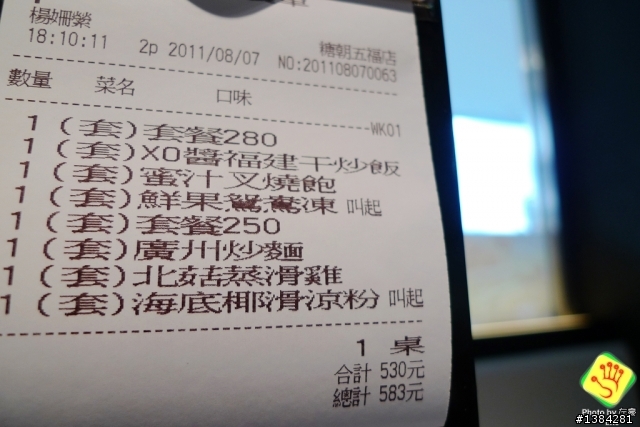 楊姍縈 糖朝五福店
18:10:11 2p 2011/08/07 NO:201108070063
數量 菜名 口味
WK01
1 (套)套餐280
1 (套)XO醬福建干炒飯
1 (套)蜜汁叉燒飽
1 (套)鮮果鴛鴦凍 叫起
1 (套)套餐250
1 (套)廣州炒麵
1 (套)北菇蒸滑雞
1 (套)海底椰滑涼粉 叫起
1 桌
合計 530元
總計 583元
Photo by
#1384281